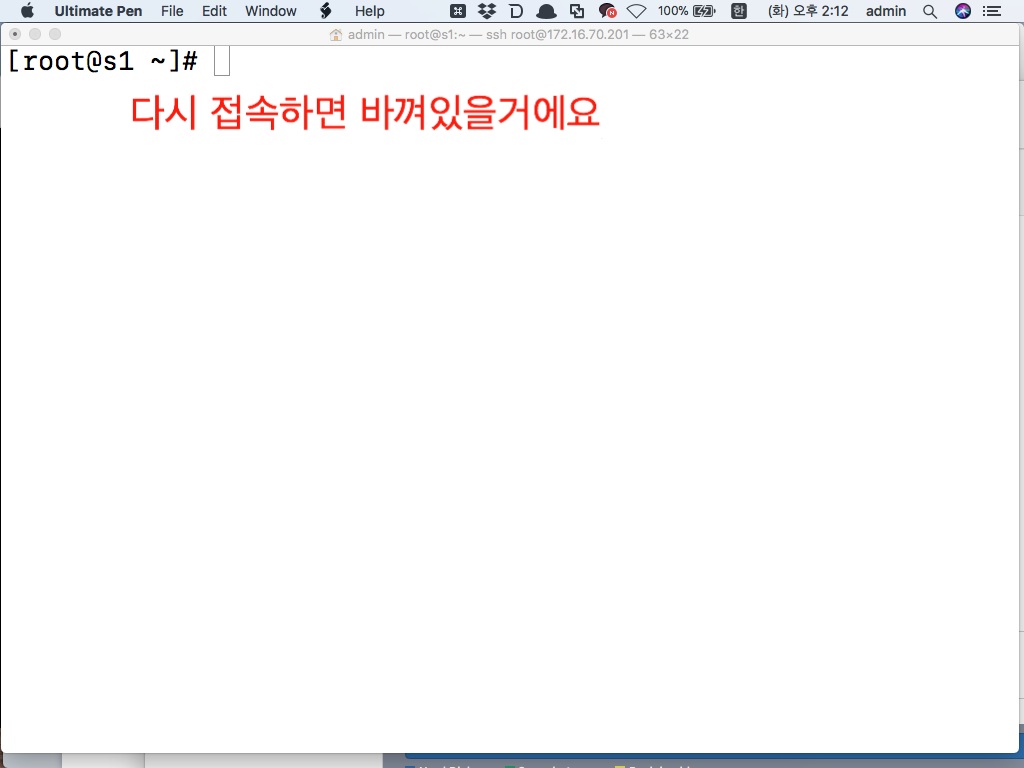 Ultimate Pen File Edit Window Help 100% 한 (화) 오후 2:12 admin
admin — root@s1:~ — ssh root@172.16.70.201 — 63×22
[root@s1 ~]#
다시 접속하면 바껴있을거에요